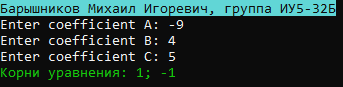 Барышников Михаил Игоревич, группа ИУ5-32Б
Enter coefficient A: -9
Enter coefficient B: 4
Enter coefficient C: 5
Корни уравнения: 1; -1